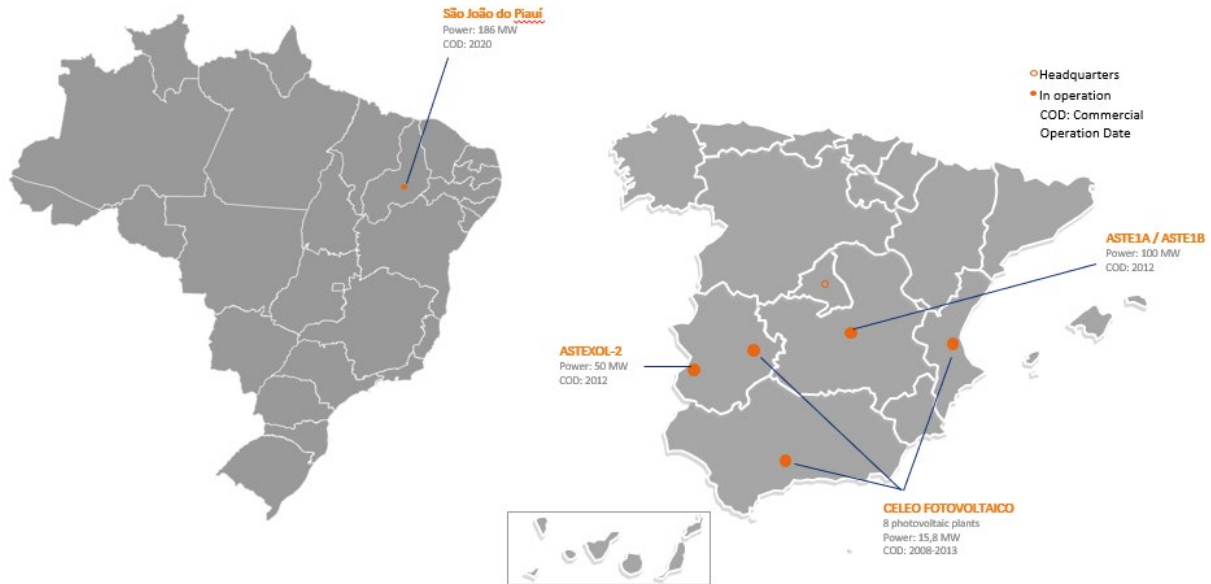 São João do Piauí
Power: 186 MW
COD: 2020
Headquarters
In operation
COD: Commercial
Operation Date
ASTE1A / ASTE1B
Power: 100 MW
COD: 2012
ASTEXOL-2
Power: 50 MW
COD: 2012
CELEO FOTOVOLTAICO
8 photovoltaic plants
Power: 15,8 MW
COD: 2008-2013